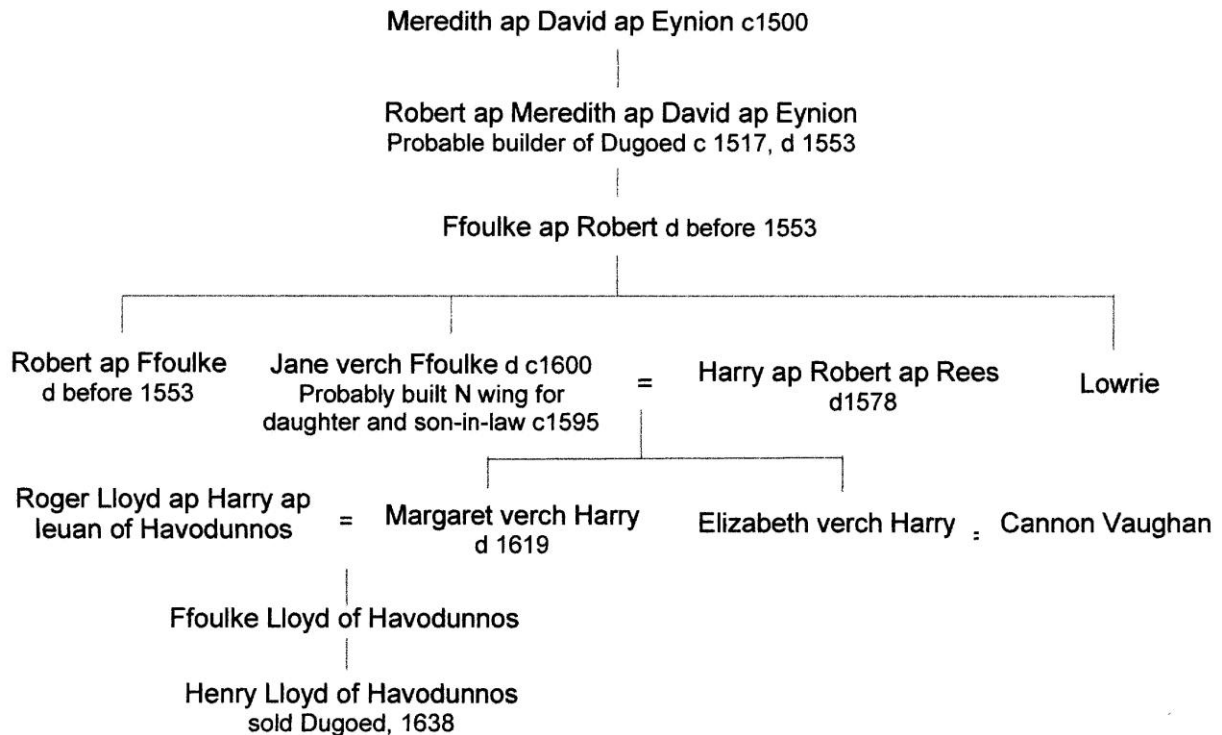 Meredith ap David ap Eynion c1500
Robert ap Meredith ap David ap Eynion
Probable builder of Dugoed c 1517, d 1553
Ffoulke ap Robert d before 1553
Robert ap Ffoulke
d before 1553
Jane verch Ffoulke d c1600
Probably built N wing for
daughter and son-in-law c1595
=
Harry ap Robert ap Rees
d1578
Lowrie
Roger Lloyd ap Harry ap
Ieuan of Havodunnos
=
Margaret verch Harry
d 1619
Elizabeth verch Harry
=
Cannon Vaughan
Ffoulke Lloyd of Havodunnos
Henry Lloyd of Havodunnos
sold Dugoed, 1638